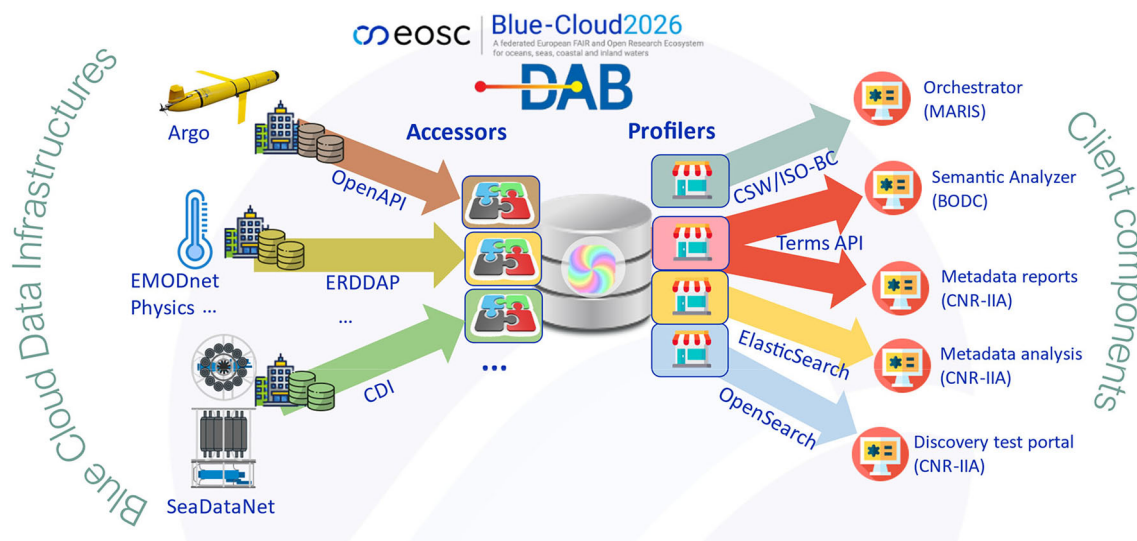 eosc
Blue-Cloud2026
A federated European FAIR and Open Research Ecosystem
for oceans, seas, coastal and inland waters
DAB
Blue Cloud Data Infrastructures
Client components
Accessors
Profilers
Argo
OpenAPI
EMODnet
Physics ...
ERDDAP
...
CDI
SeaDataNet
...
CSW/ISO-BC
Terms API
ElasticSearch
OpenSearch
Orchestrator
(MARIS)
Semantic Analyzer
(BODC)
Metadata reports
(CNR-IIA)
Metadata analysis
(CNR-IIA)
Discovery test portal
(CNR-IIA)